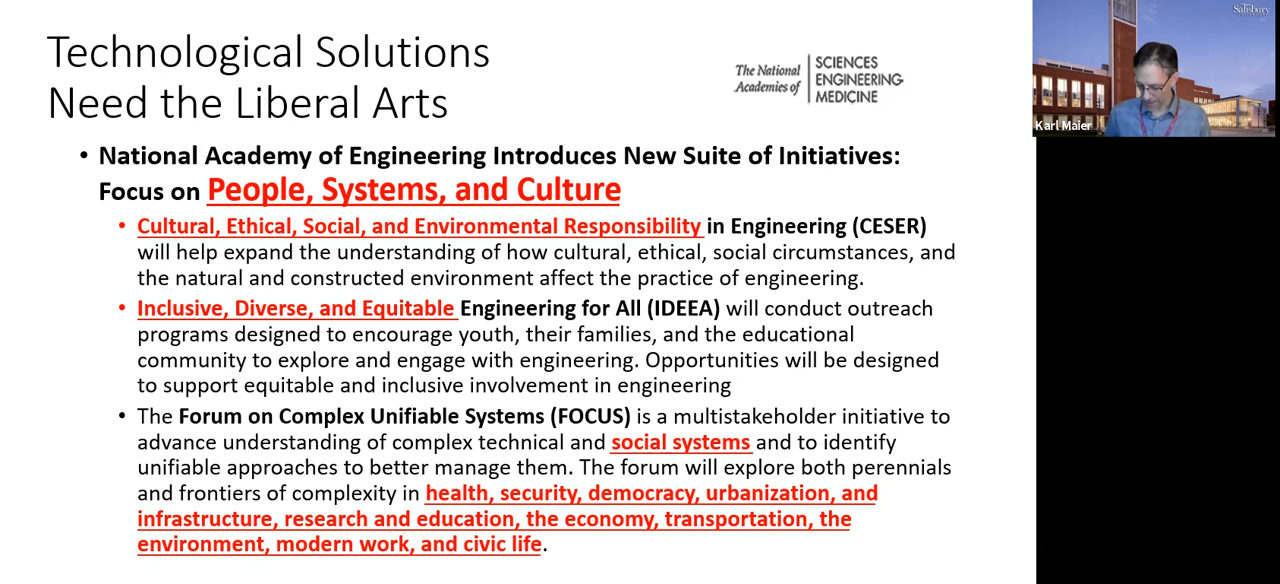 Technological Solutions
Need the Liberal Arts
The National
Academies of
SCIENCES
ENGINEERING
MEDICINE
Salisbury
Karl Maier
• National Academy of Engineering Introduces New Suite of Initiatives:
Focus on People, Systems, and Culture
• Cultural, Ethical, Social, and Environmental Responsibility in Engineering (CESER)
will help expand the understanding of how cultural, ethical, social circumstances, and
the natural and constructed environment affect the practice of engineering.
• Inclusive, Diverse, and Equitable Engineering for All (IDEEA) will conduct outreach
programs designed to encourage youth, their families, and the educational
community to explore and engage with engineering. Opportunities will be designed
to support equitable and inclusive involvement in engineering
• The Forum on Complex Unifiable Systems (FOCUS) is a multistakeholder initiative to
advance understanding of complex technical and social systems and to identify
unifiable approaches to better manage them. The forum will explore both perennials
and frontiers of complexity in health, security, democracy, urbanization, and
infrastructure, research and education, the economy, transportation, the
environment, modern work, and civic life.